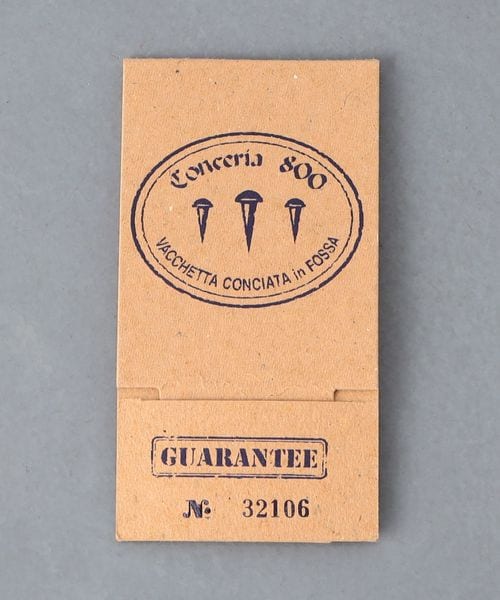 Conceria 800
VACCHETTA CONCIATA in FOSSA
GUARANTEE
№ 32106